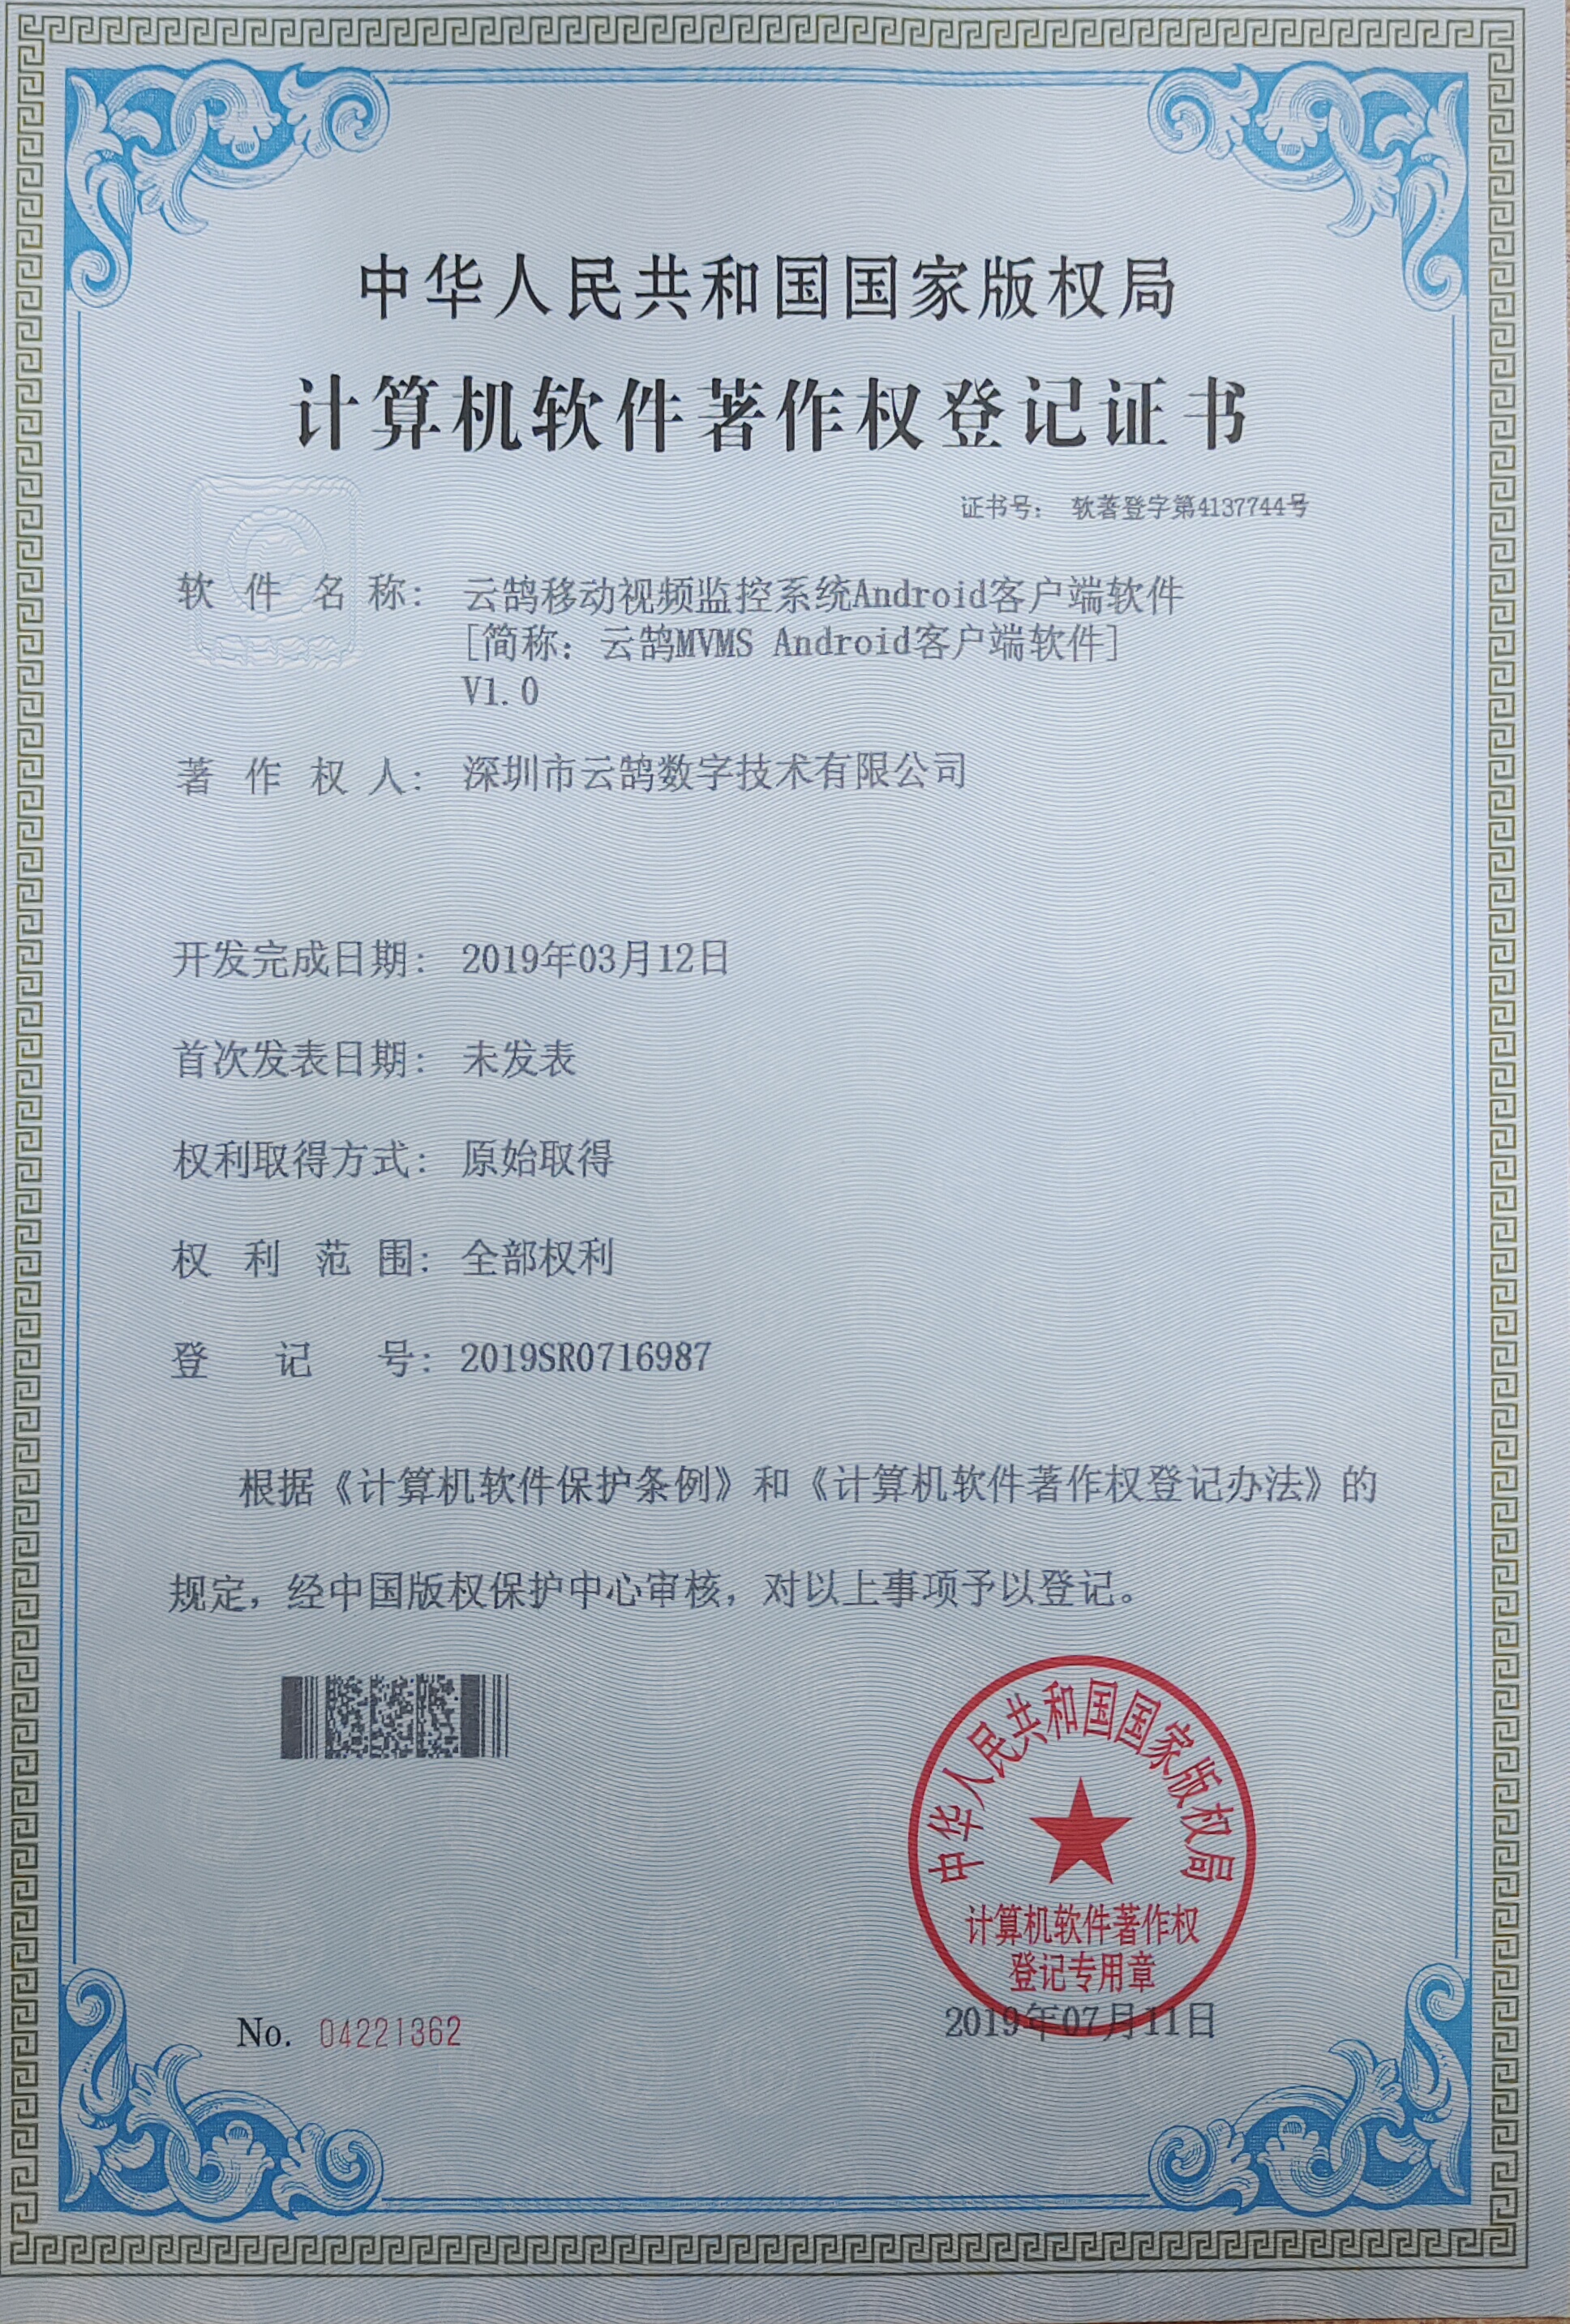 中华人民共和国国家版权局
计算机软件著作权登记证书
证书号： 软著登字第4137744号
软件名称： 云鹄移动视频监控系统Android客户端软件
[简称：云鹄MVMS Android客户端软件]
V1.0
著作权人： 深圳市云鹄数字技术有限公司
开发完成日期： 2019年03月12日
首次发表日期： 未发表
权利取得方式： 原始取得
权利范围： 全部权利
登记号： 2019SR0716987
根据《计算机软件保护条例》和《计算机软件著作权登记办法》的
规定，经中国版权保护中心审核，对以上事项予以登记。
中华人民共和国国家版权局
计算机软件著作权
登记专用章
2019年07月11日
No. 04221362